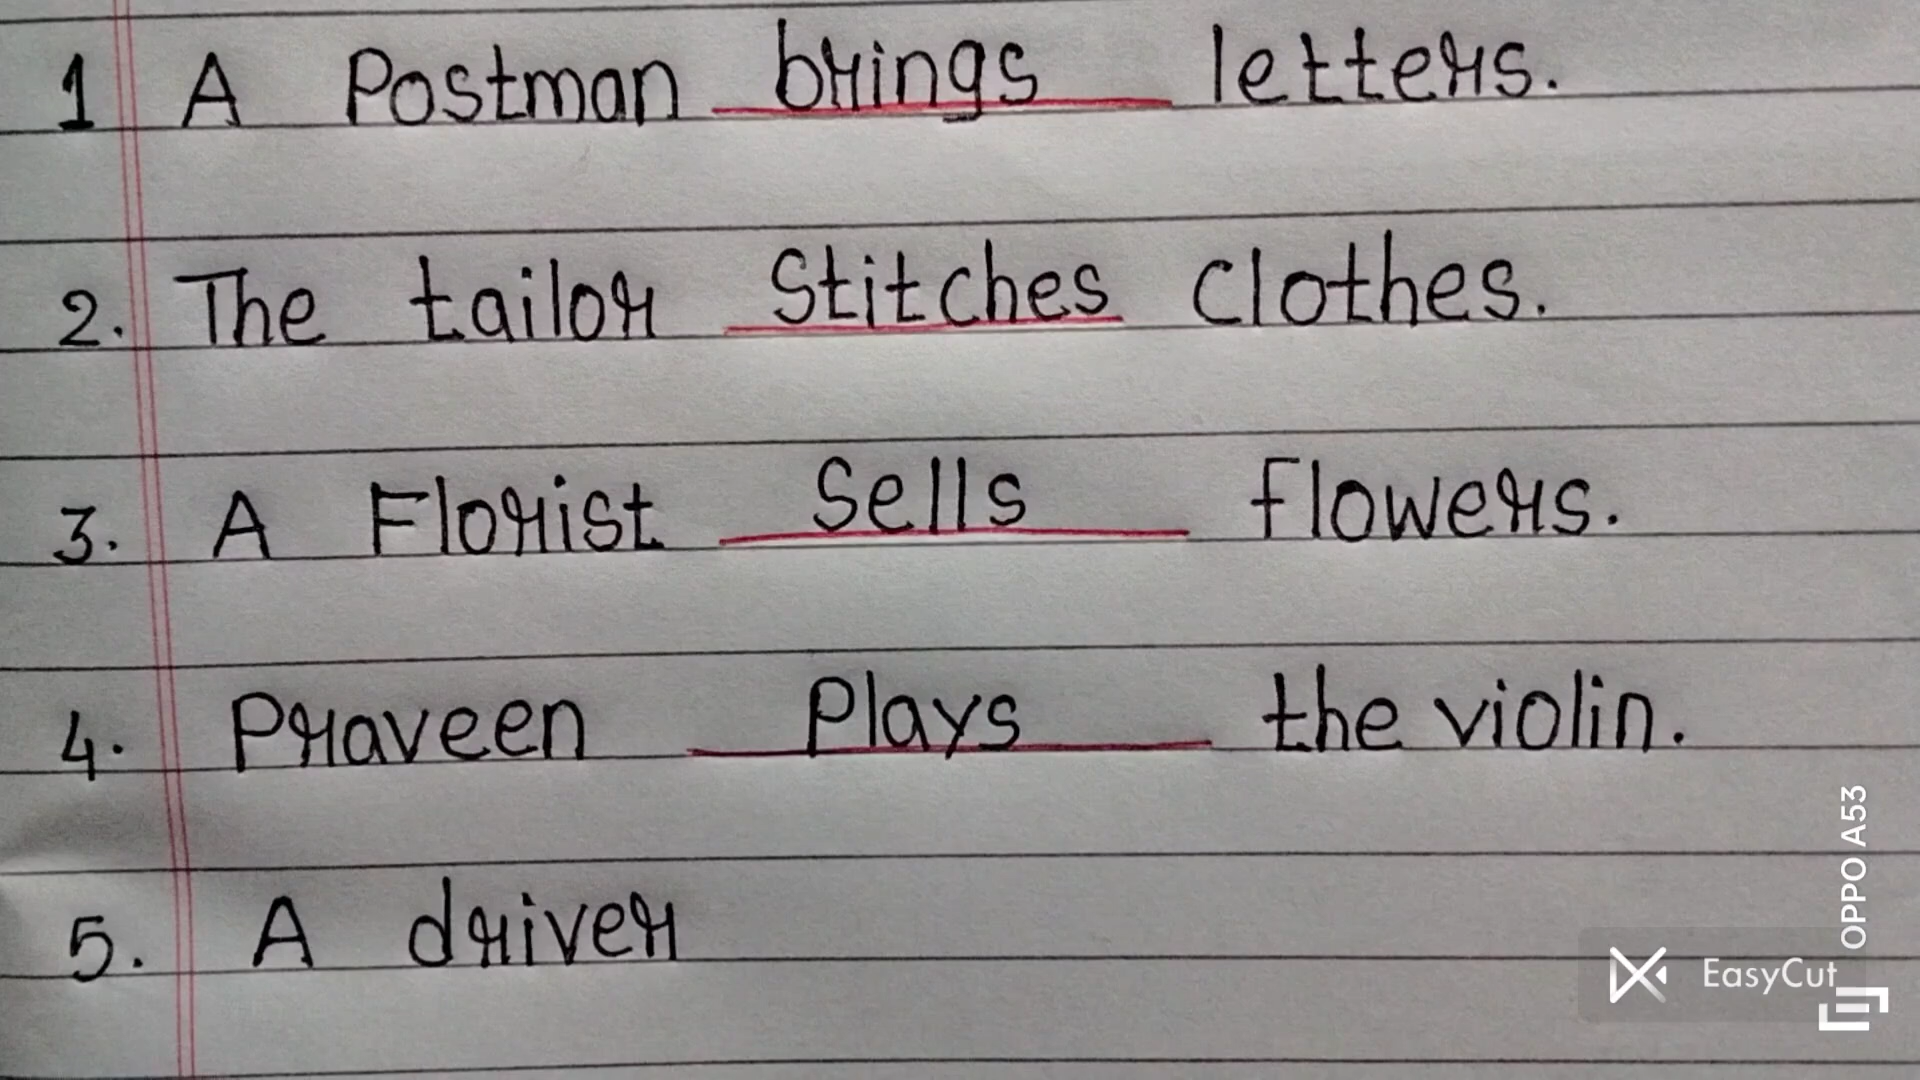 1 A Postman brings letters.
2. The tailor Stitches clothes.
3. A Florist Sells flowers.
4. Praveen Plays the violin.
5. A driver
OPPO A53
EasyCut